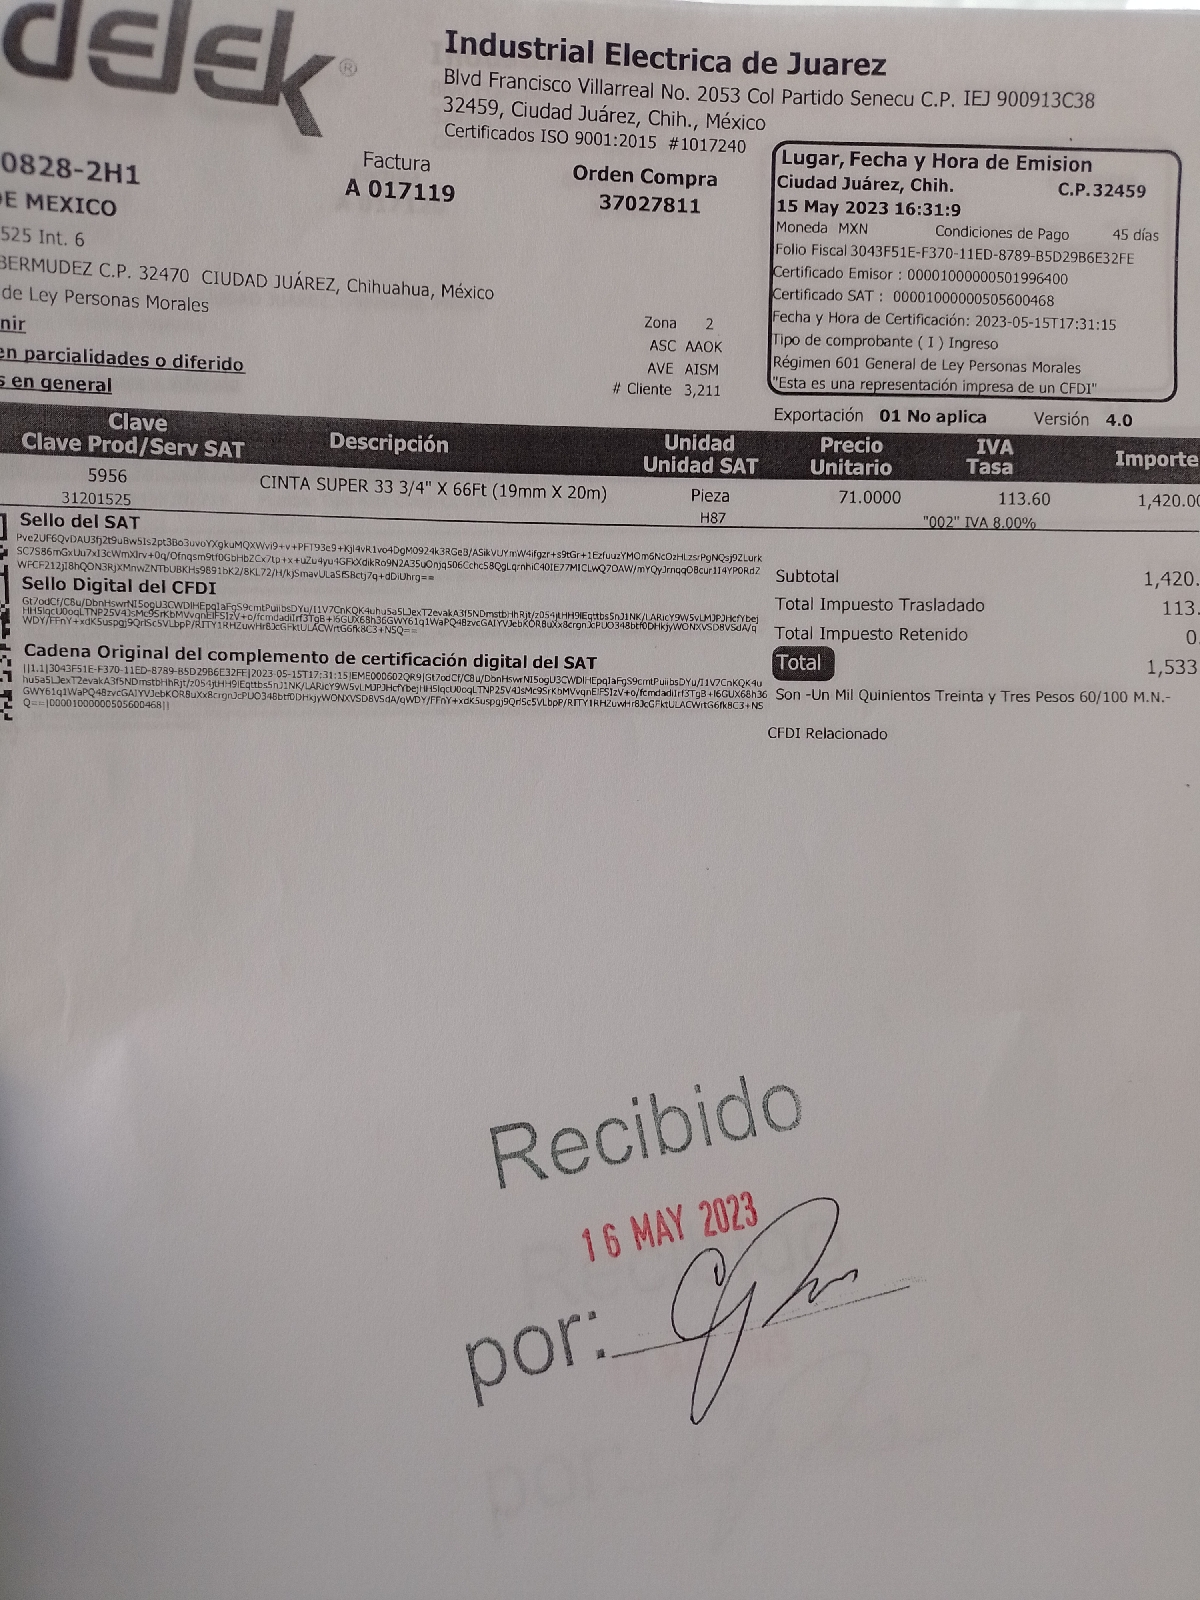 delek®
Industrial Electrica de Juarez
Blvd Francisco Villarreal No. 2053 Col Partido Senecu C.P. IEJ 900913C38
32459, Ciudad Juárez, Chih., México
Certificados ISO 9001:2015 #1017240
0828-2H1
E MEXICO
525 Int. 6
BERMUDEZ C.P. 32470 CIUDAD JUÁREZ, Chihuahua, México
de Ley Personas Morales
nir
en parcialidades o diferido
s en general
Factura
A 017119
Orden Compra
37027811
Zona 2
ASC AAOK
AVE AISM
# Cliente 3,211
Lugar, Fecha y Hora de Emision
Ciudad Juárez, Chih. C.P.32459
15 May 2023 16:31:9
Moneda MXN Condiciones de Pago 45 días
Folio Fiscal 3043F51E-F370-11ED-8789-B5D29B6E32FE
Certificado Emisor : 00001000000501996400
Certificado SAT : 00001000000505600468
Fecha y Hora de Certificación: 2023-05-15T17:31:15
Tipo de comprobante ( I ) Ingreso
Régimen 601 General de Ley Personas Morales
"Esta es una representación impresa de un CFDI"
Exportación 01 No aplica Versión 4.0
Clave Descripción Unidad Precio IVA Importe
Clave Prod/Serv SAT Unidad SAT Unitario Tasa
5956 CINTA SUPER 33 3/4" X 66Ft (19mm X 20m) Pieza 71.0000 113.60 1,420.00
31201525 H87 "002" IVA 8.00%
Sello del SAT
Sello Digital del CFDI
Cadena Original del complemento de certificación digital del SAT
Q==|00001000000505600468||
Subtotal 1,420.
Total Impuesto Trasladado 113.
Total Impuesto Retenido 0
Total 1,533
Son -Un Mil Quinientos Treinta y Tres Pesos 60/100 M.N.-
CFDI Relacionado
Recibido
16 MAY 2023
por: